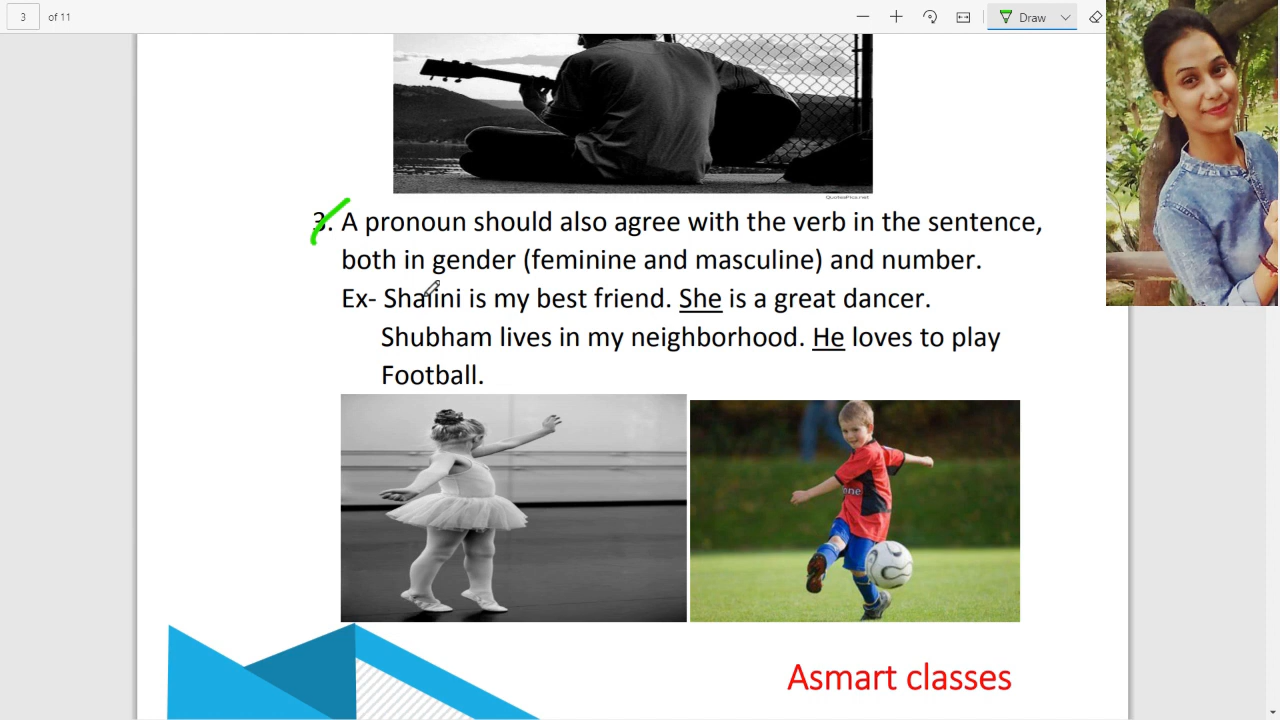 3 of 11 Draw
QuotesPics.net
3. A pronoun should also agree with the verb in the sentence,
both in gender (feminine and masculine) and number.
Ex- Shalini is my best friend. She is a great dancer.
Shubham lives in my neighborhood. He loves to play
Football.
Asmart classes